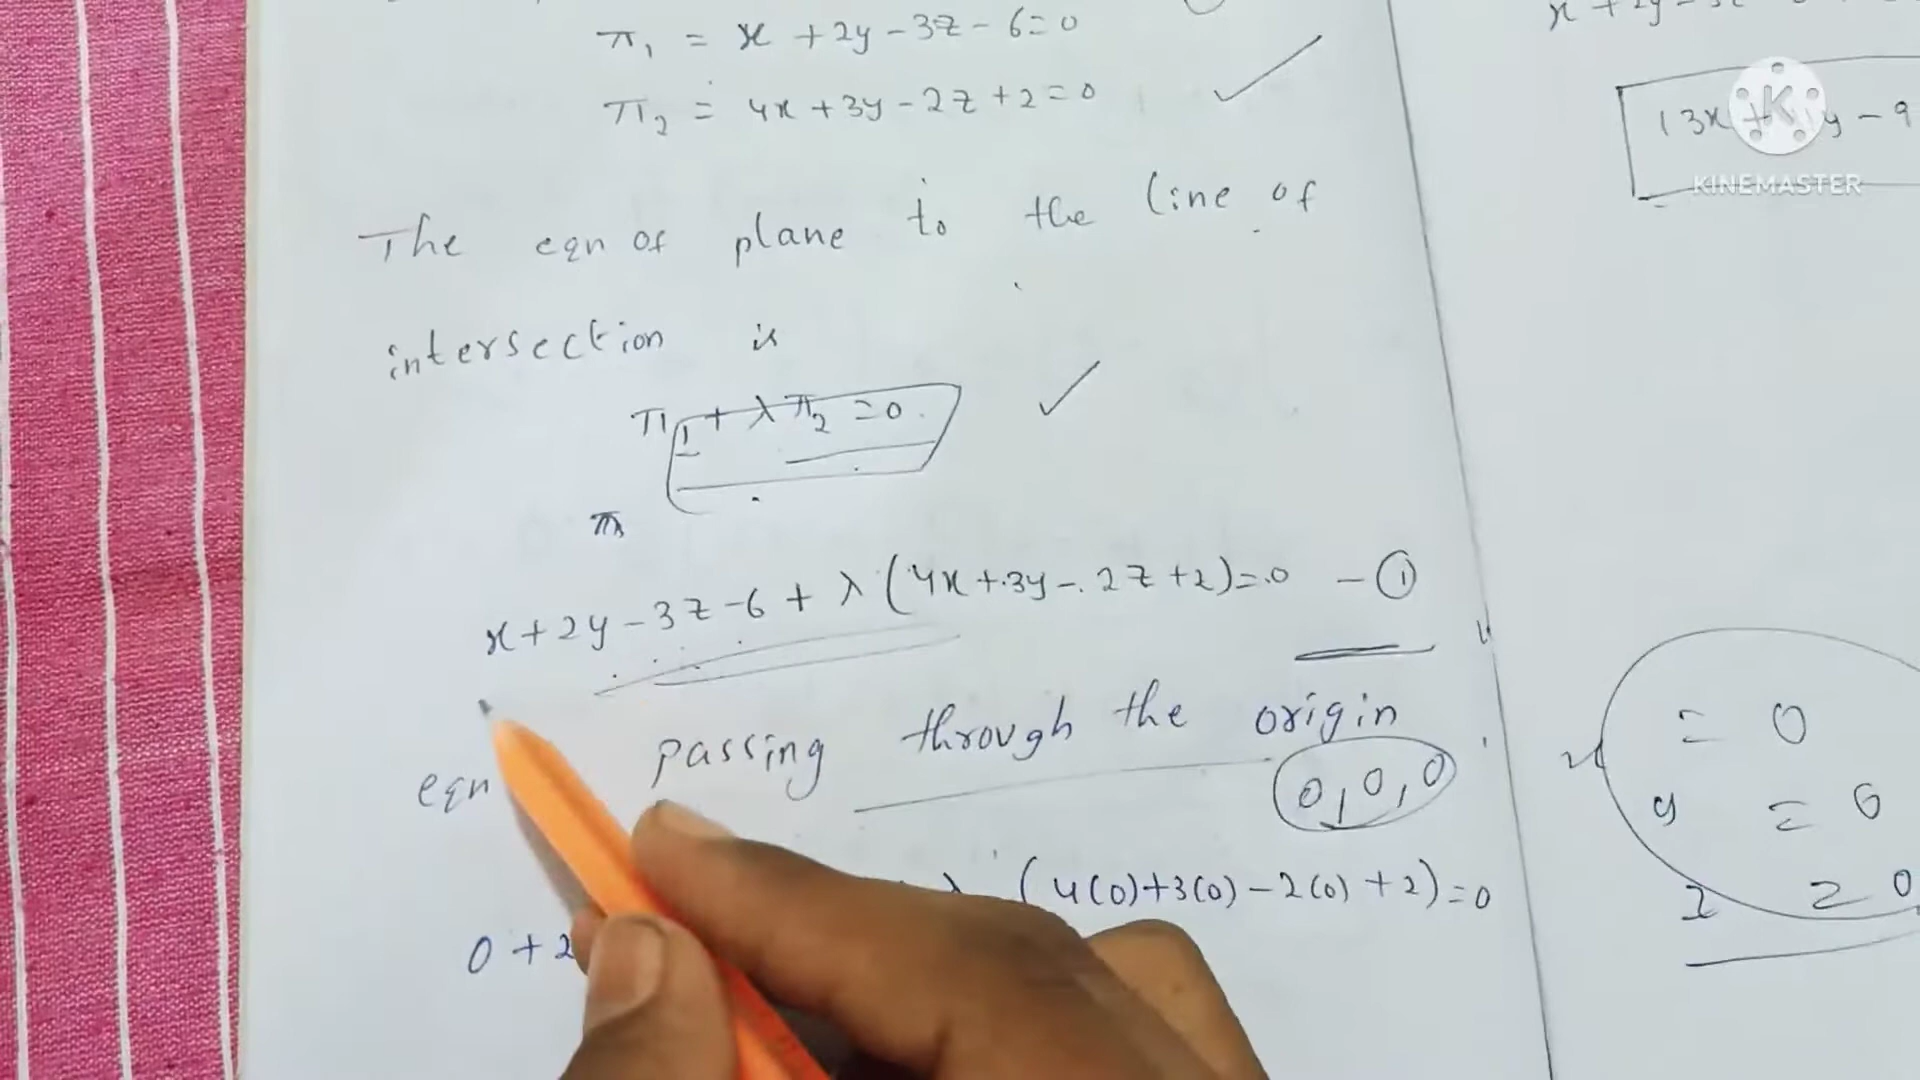 π₁ = x + 2y - 3z - 6 = 0
π₂ = 4x + 3y - 2z + 2 = 0
The eqn of plane to the line of
intersection is
π₁ + λ π₂ = 0
x + 2y - 3z - 6 + λ (4x + 3y - 2z + 2) = 0 - ①
eqn passing through the origin
0, 0, 0
λ (4(0) + 3(0) - 2(0) + 2) = 0
0 + 2
13x + y - 9
KINEMASTER
= 0
y = 0
z = 0